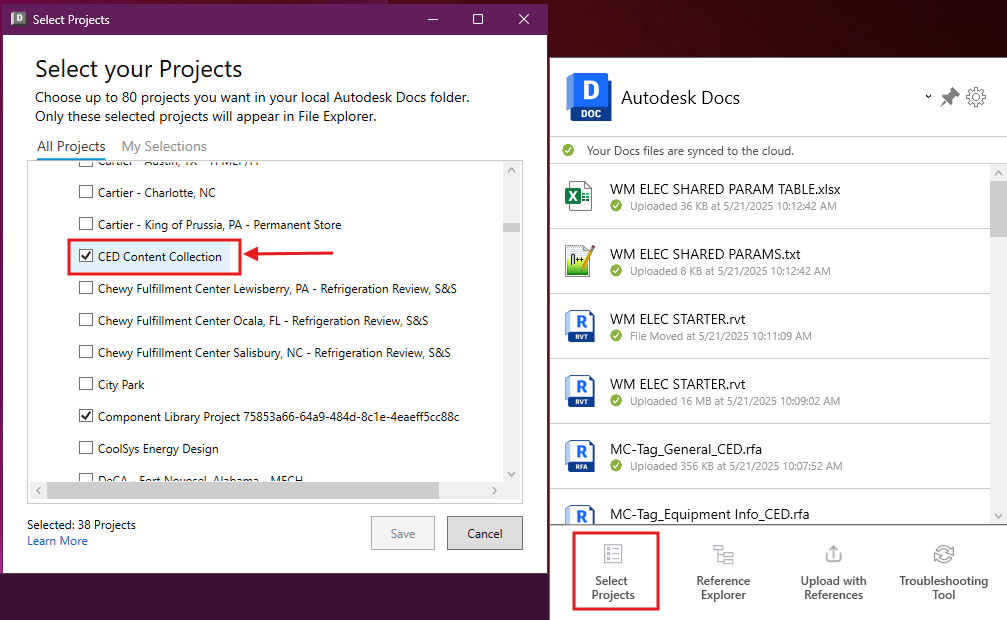 Select Projects
Select your Projects
Choose up to 80 projects you want in your local Autodesk Docs folder.
Only these selected projects will appear in File Explorer.
All Projects My Selections
Cartier - Austin, TX
Cartier - Charlotte, NC
Cartier - King of Prussia, PA - Permanent Store
CED Content Collection
Chewy Fulfillment Center Lewisberry, PA - Refrigeration Review, S&S
Chewy Fulfillment Center Ocala, FL - Refrigeration Review, S&S
Chewy Fulfillment Center Salisbury, NC - Refrigeration Review, S&S
City Park
Component Library Project 75853a66-64a9-484d-8c1e-4eaeff5cc88c
CoolSys Energy Design
DeCA - Fort Novosel, Alabama - MECH
Selected: 38 Projects
Learn More
Save Cancel
D
DOC
Autodesk Docs
Your Docs files are synced to the cloud.
WM ELEC SHARED PARAM TABLE.xlsx
Uploaded 36 KB at 5/21/2025 10:12:42 AM
WM ELEC SHARED PARAMS.txt
Uploaded 8 KB at 5/21/2025 10:12:42 AM
WM ELEC STARTER.rvt
File Moved at 5/21/2025 10:11:09 AM
WM ELEC STARTER.rvt
Uploaded 16 MB at 5/21/2025 10:09:02 AM
MC-Tag_General_CED.rfa
Uploaded 356 KB at 5/21/2025 10:07:52 AM
MC-Tag_Equipment Info_CED.rfa
Select Projects
Reference Explorer
Upload with References
Troubleshooting Tool